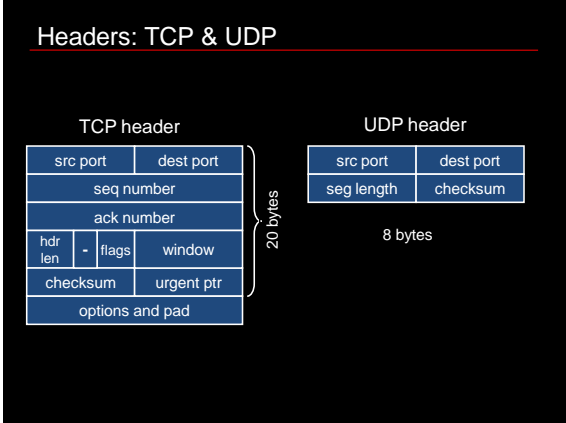 Headers: TCP & UDP
TCP header
src port
dest port
seq number
ack number
hdr
len
-
flags
window
checksum
urgent ptr
options and pad
20 bytes
UDP header
src port
dest port
seg length
checksum
8 bytes